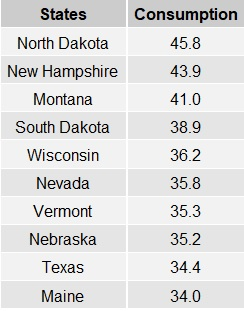 States Consumption
North Dakota 45.8
New Hampshire 43.9
Montana 41.0
South Dakota 38.9
Wisconsin 36.2
Nevada 35.8
Vermont 35.3
Nebraska 35.2
Texas 34.4
Maine 34.0